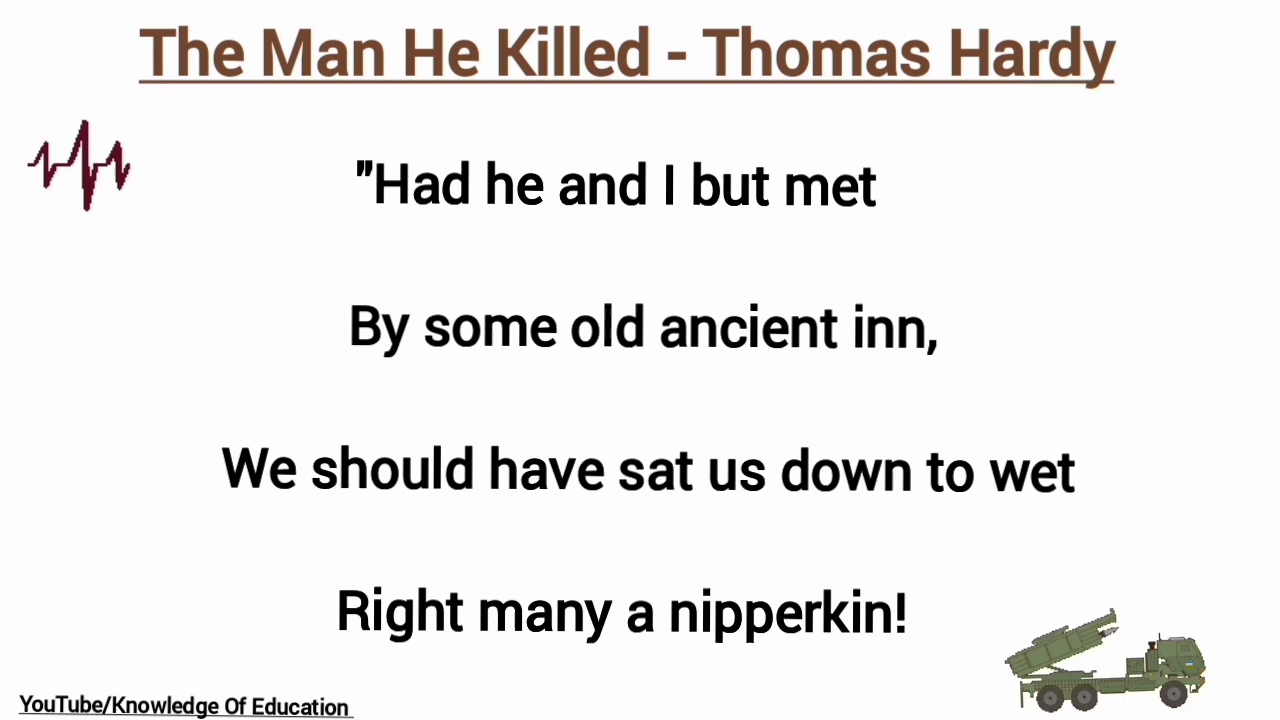 The Man He Killed - Thomas Hardy
"Had he and I but met
By some old ancient inn,
We should have sat us down to wet
Right many a nipperkin!
YouTube/Knowledge Of Education